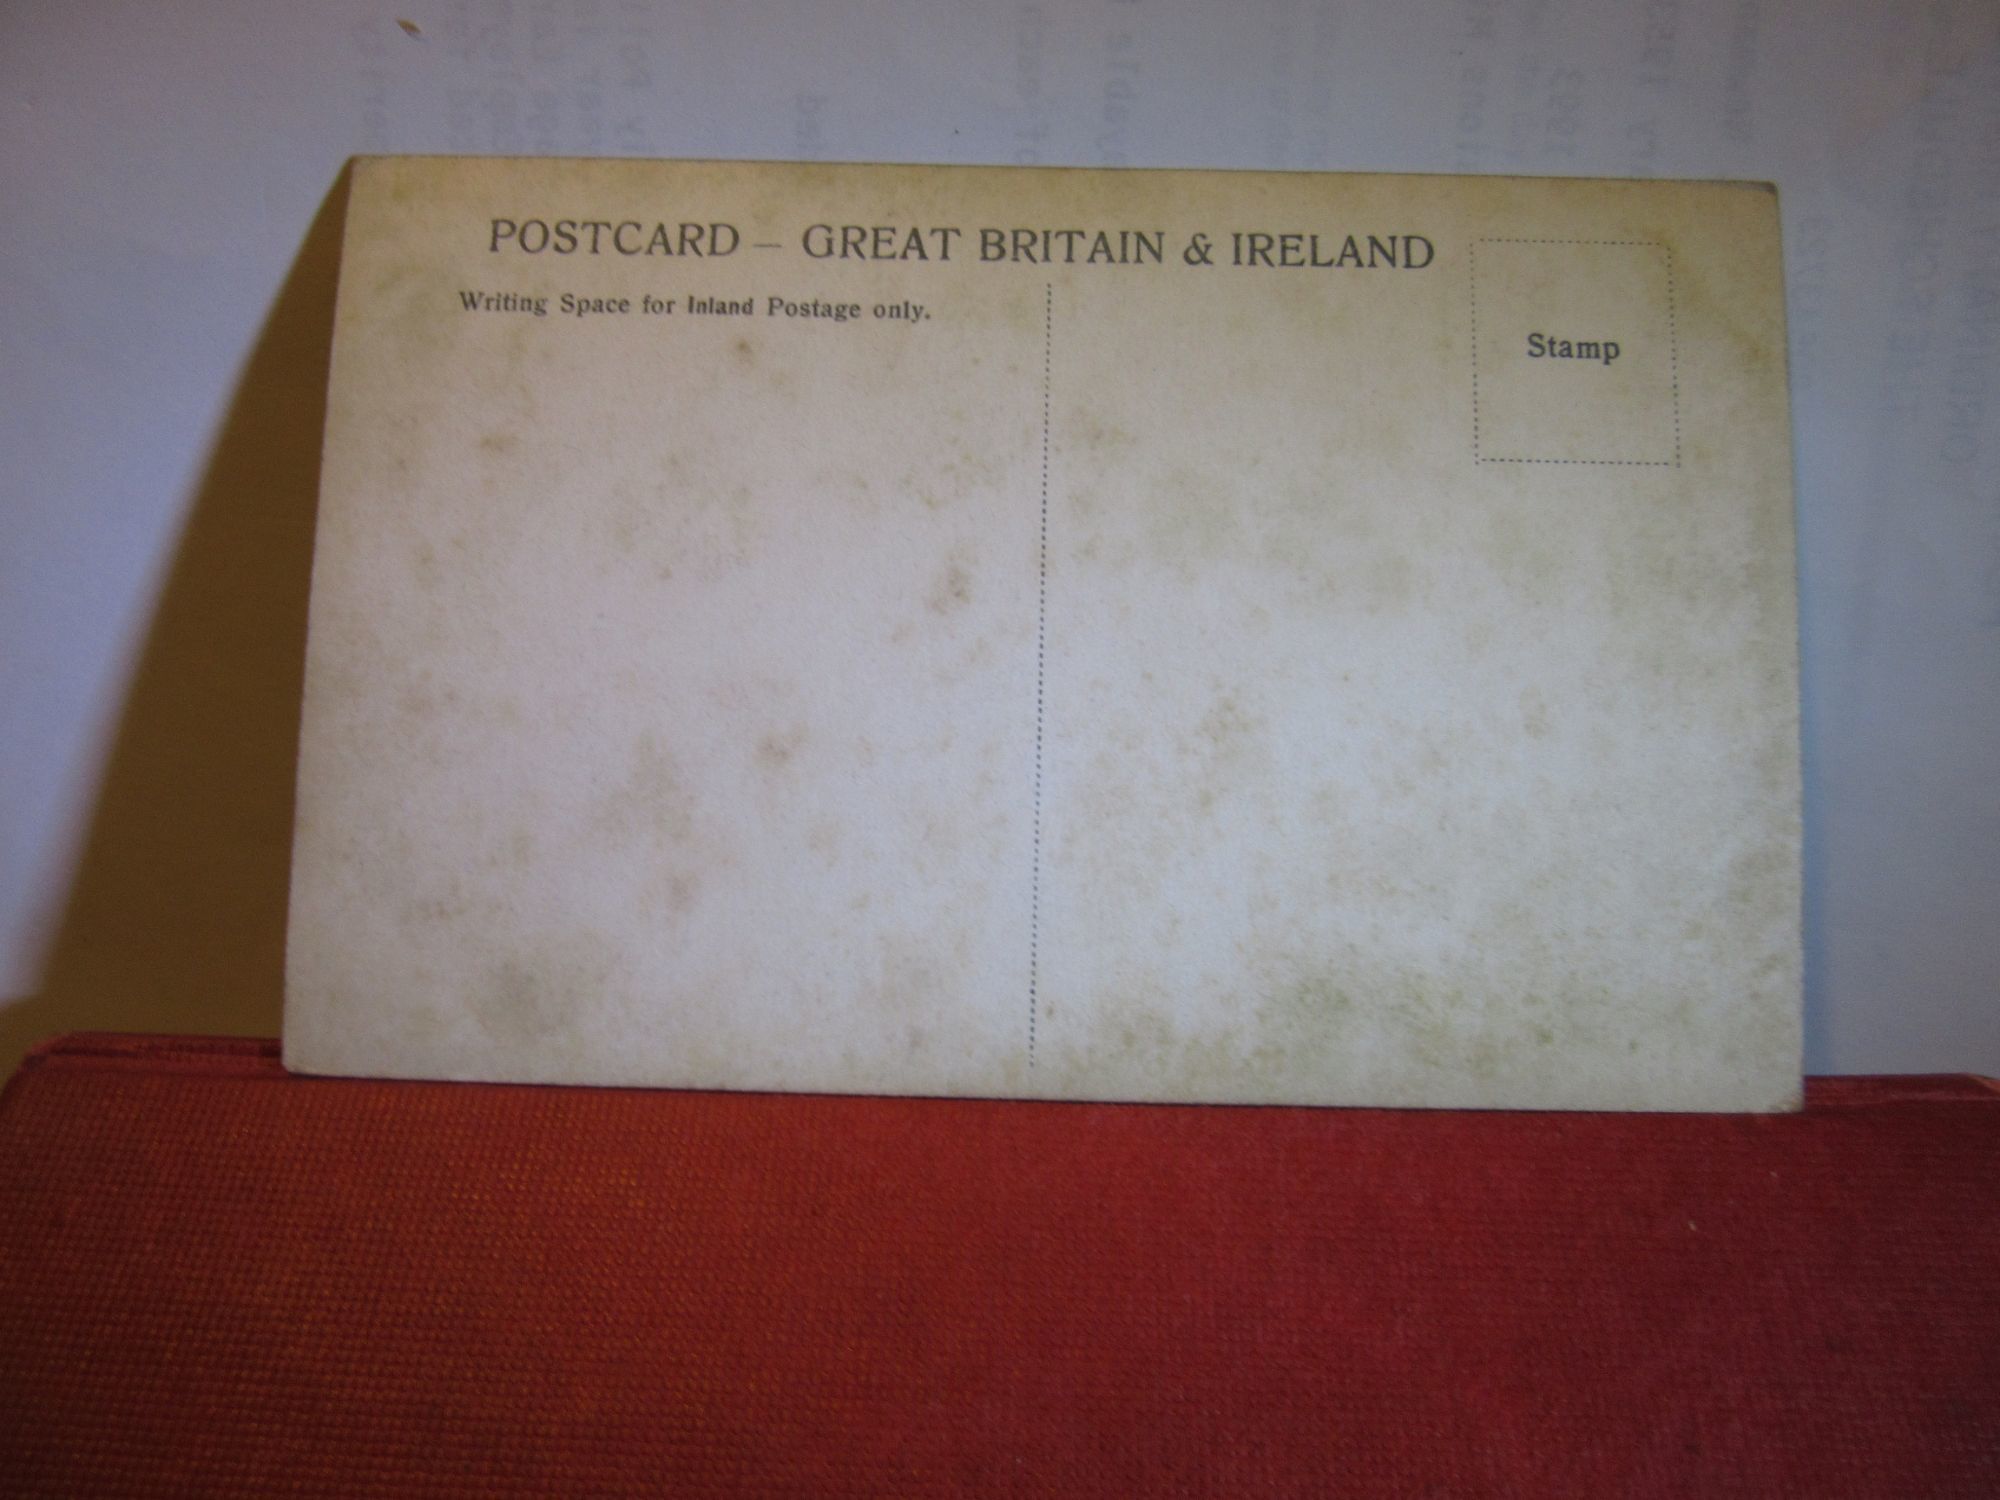 POSTCARD – GREAT BRITAIN & IRELAND
Writing Space for Inland Postage only.
Stamp